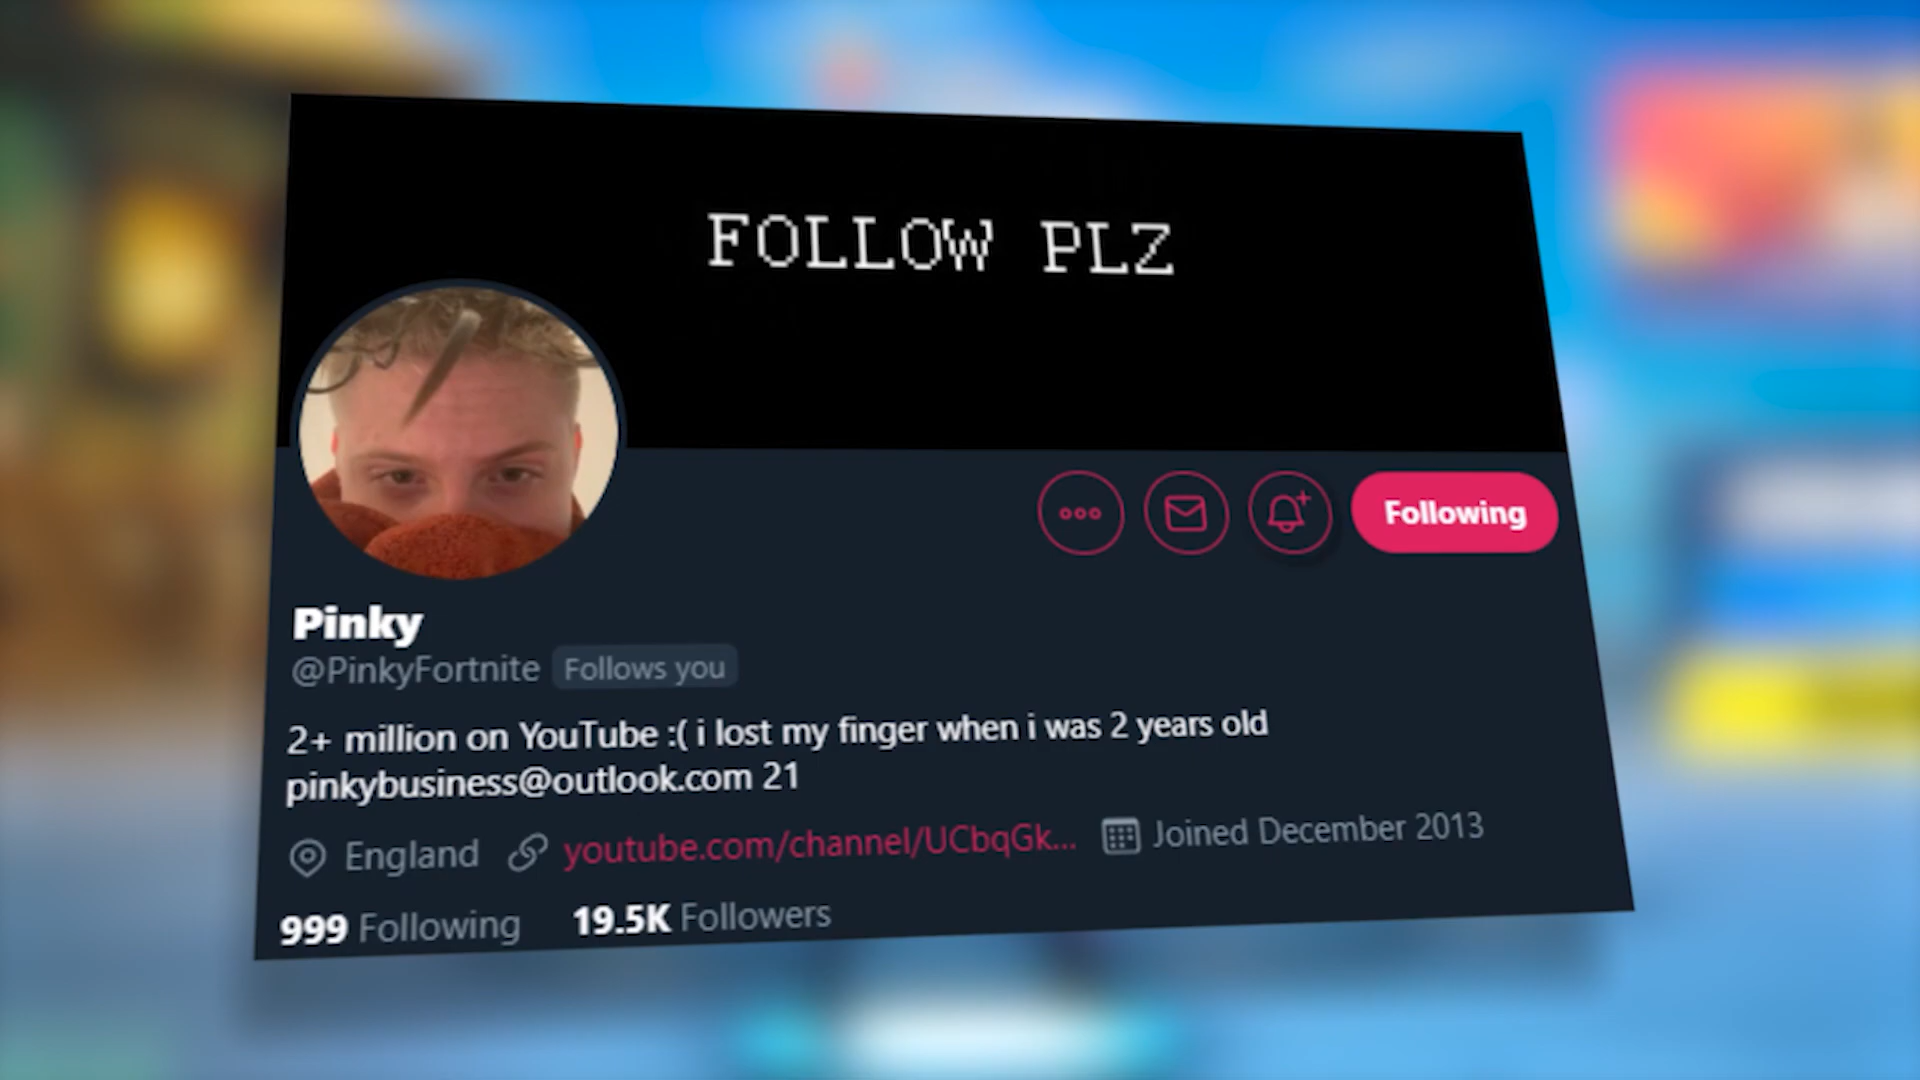 FOLLOW PLZ
Following
Pinky
@PinkyFortnite Follows you
2+ million on YouTube :( i lost my finger when i was 2 years old
pinkybusiness@outlook.com 21
England youtube.com/channel/UCbqGk... Joined December 2013
999 Following 19.5K Followers